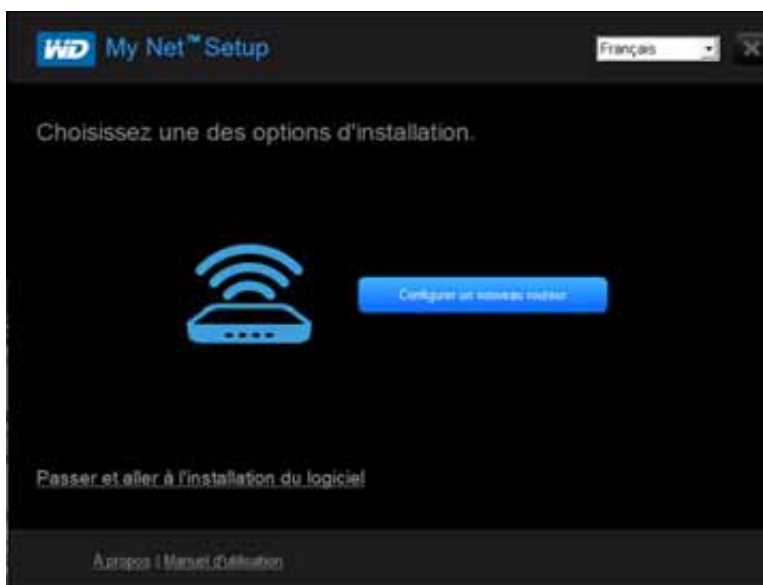 WD My Net™ Setup
Français
Choisissez une des options d'installation.
Configurer un nouveau routeur
Passer et aller à l'installation du logiciel
À propos | Manuel d'utilisation